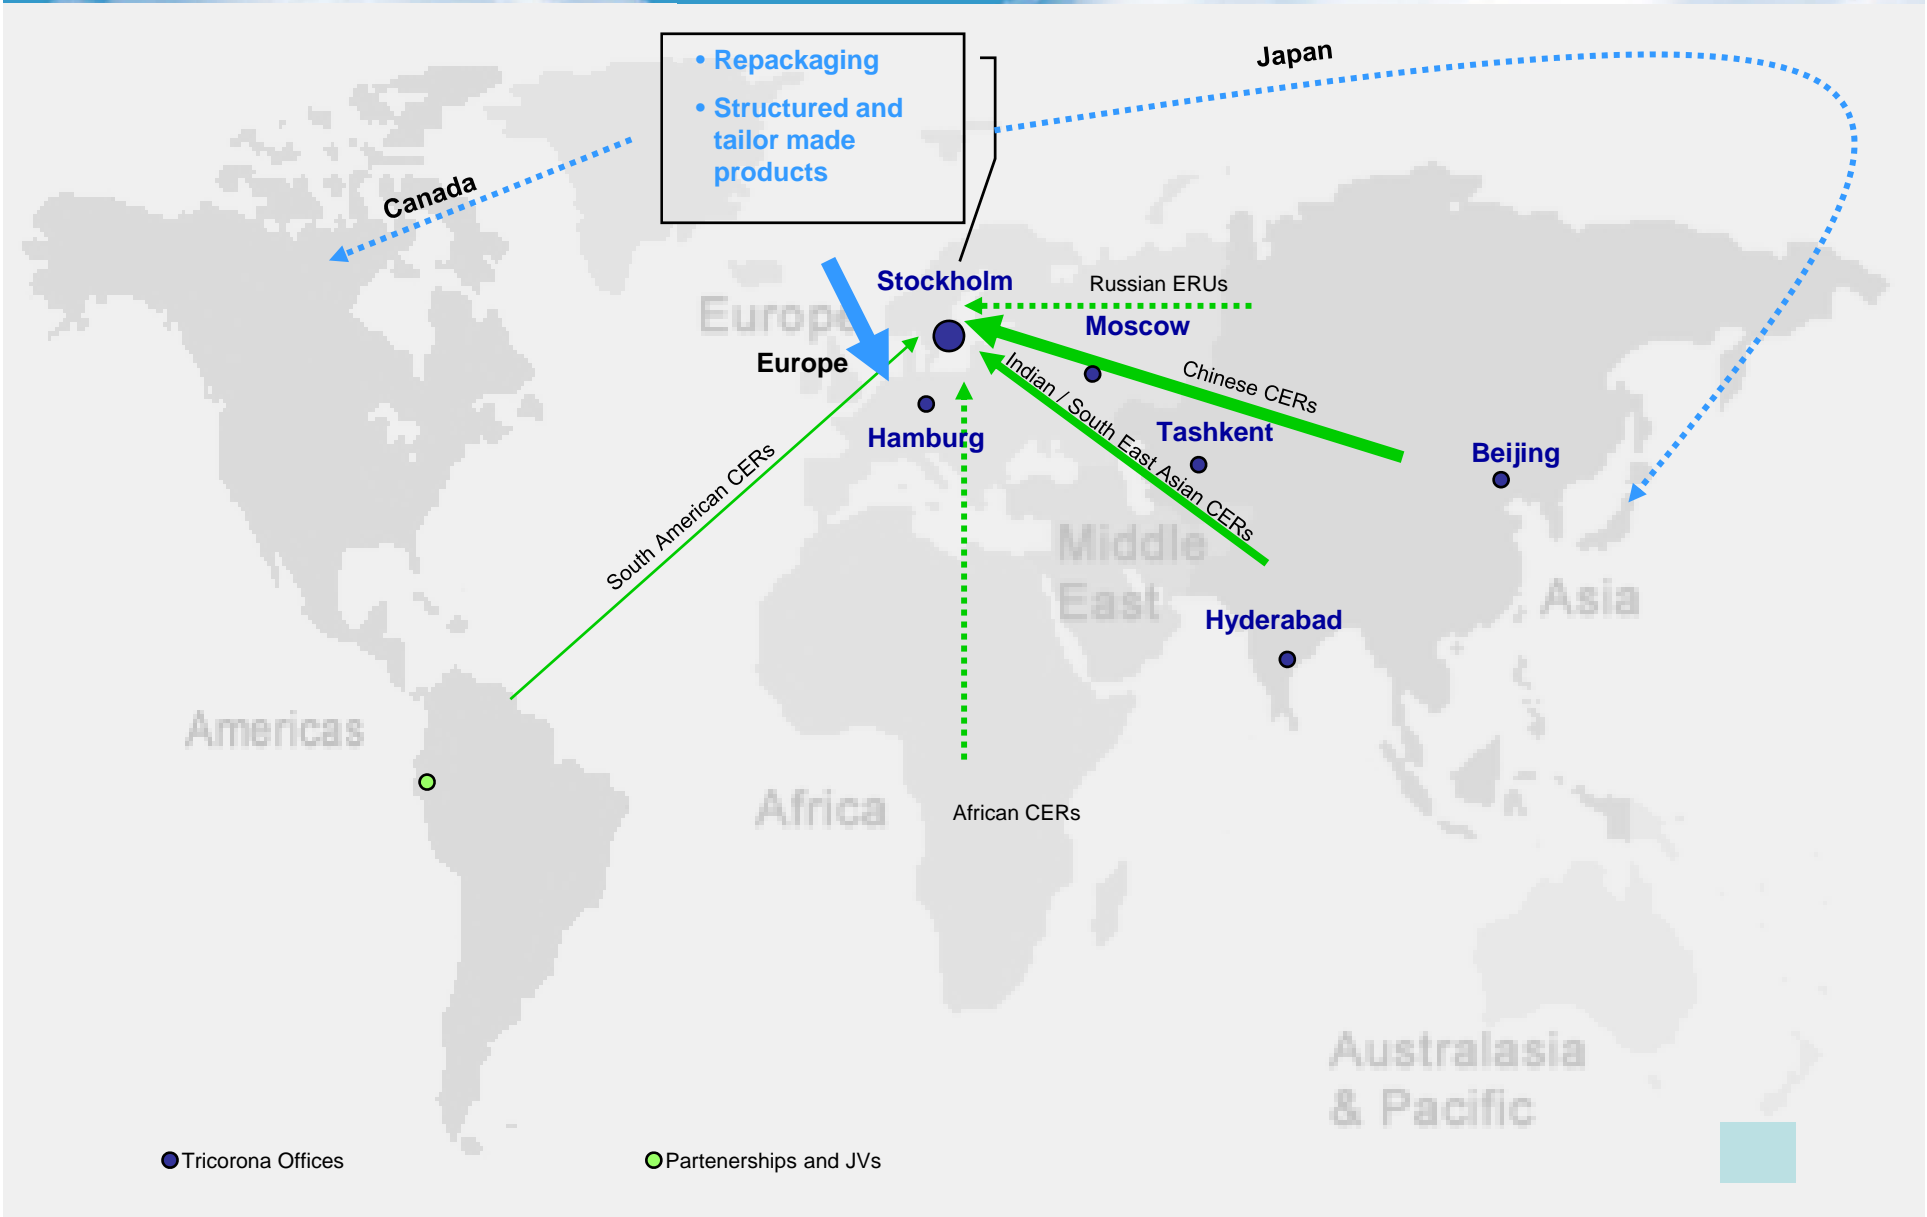 • Repackaging
• Structured and
tailor made
products
Japan
Canada
Stockholm
Russian ERUs
Europe
Moscow
Europe
Chinese CERs
Indian / South East Asian CERs
Hamburg
Tashkent
Beijing
South American CERs
Middle
East
Asia
Hyderabad
Americas
Africa
African CERs
Australasia
& Pacific
Tricorona Offices
Partenerships and JVs